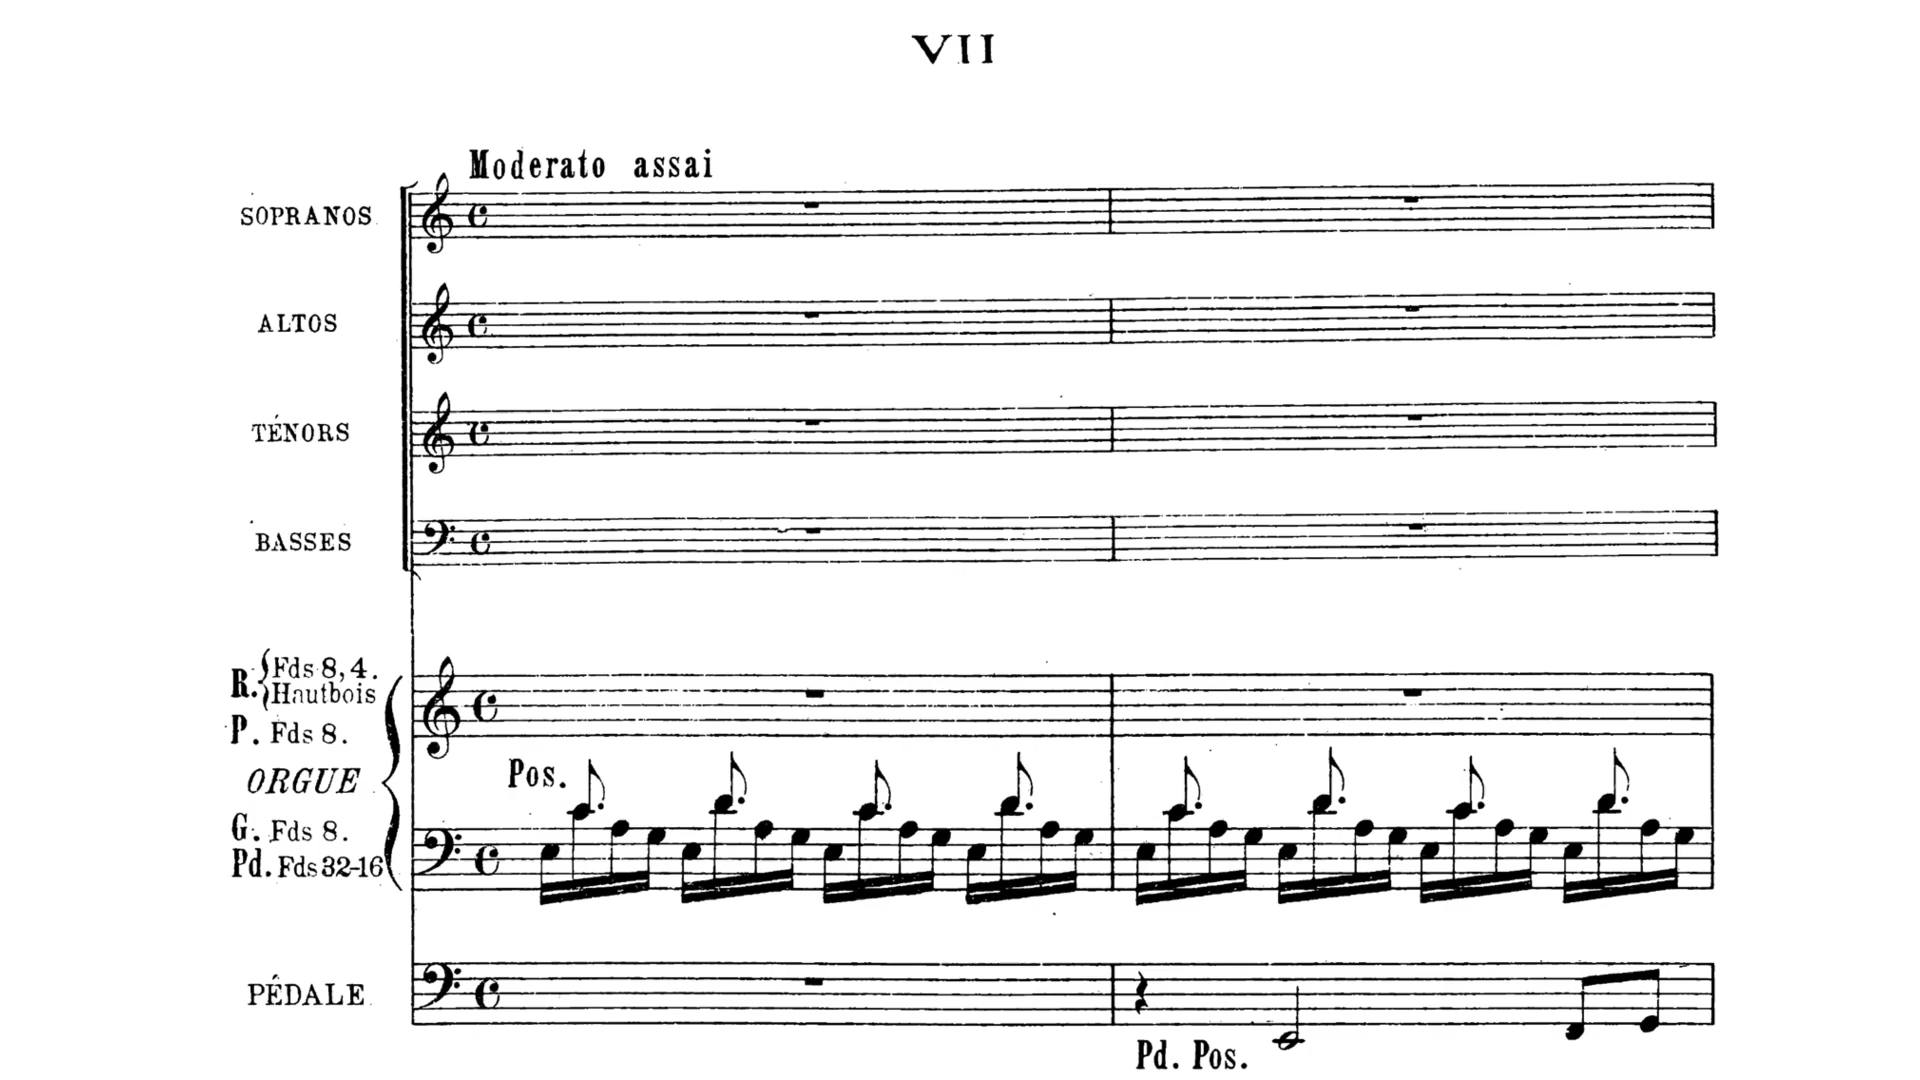 VII
Moderato assai
SOPRANOS
ALTOS
TÉNORS
BASSES
R. Fds 8, 4.
Hautbois
P. Fds 8.
Pos.
ORGUE
G. Fds 8.
Pd. Fds 32-16
PÉDALE
Pd. Pos.